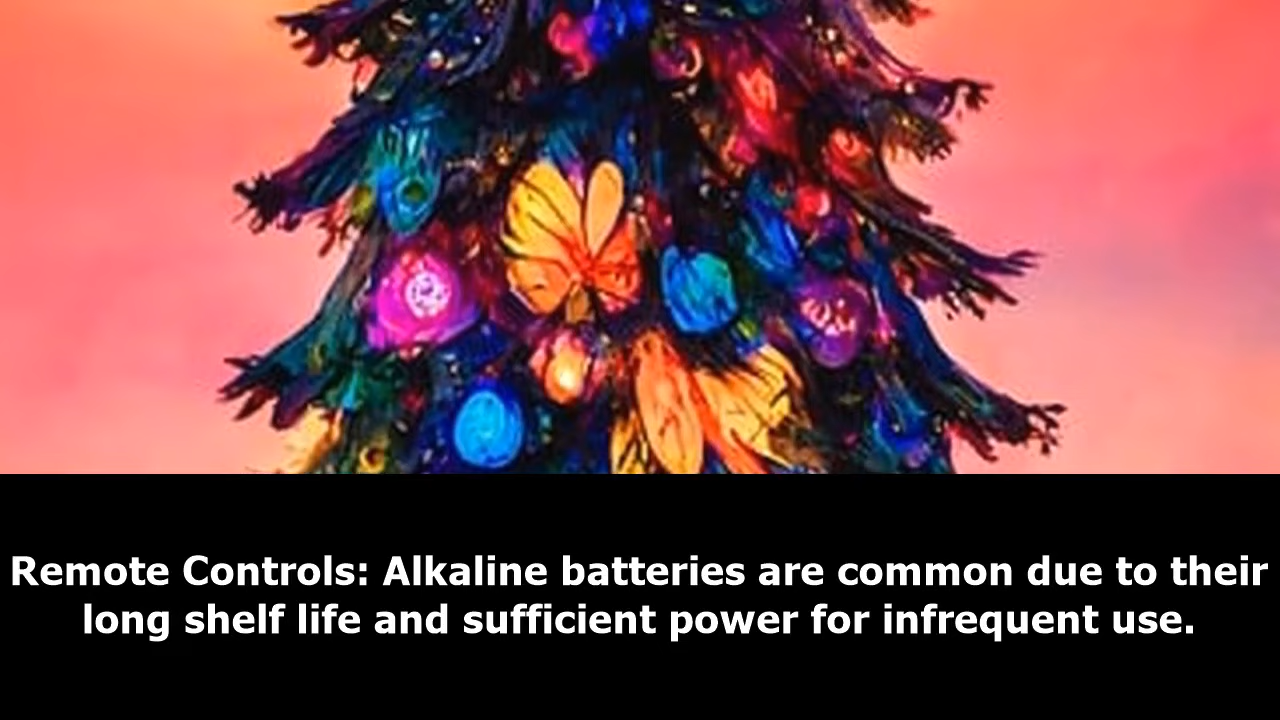 Remote Controls: Alkaline batteries are common due to their
long shelf life and sufficient power for infrequent use.